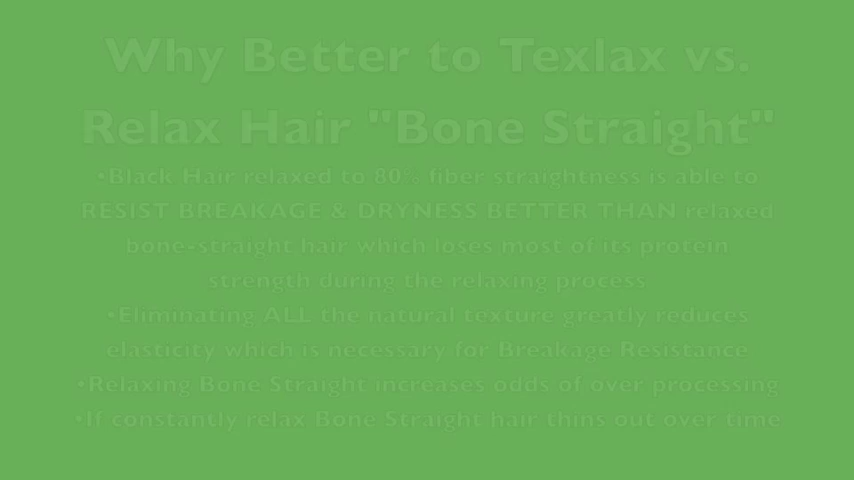 Why Better to Texlax vs.
Relax Hair "Bone Straight"
•Black Hair relaxed to 80% fiber straightness is able to
RESIST BREAKAGE & DRYNESS BETTER THAN relaxed
bone-straight hair which loses most of its protein
strength during the relaxing process
•Eliminating ALL the natural texture greatly reduces
elasticity which is necessary for Breakage Resistance
•Relaxing Bone Straight increases odds of over processing
•If constantly relax Bone Straight hair thins out over time